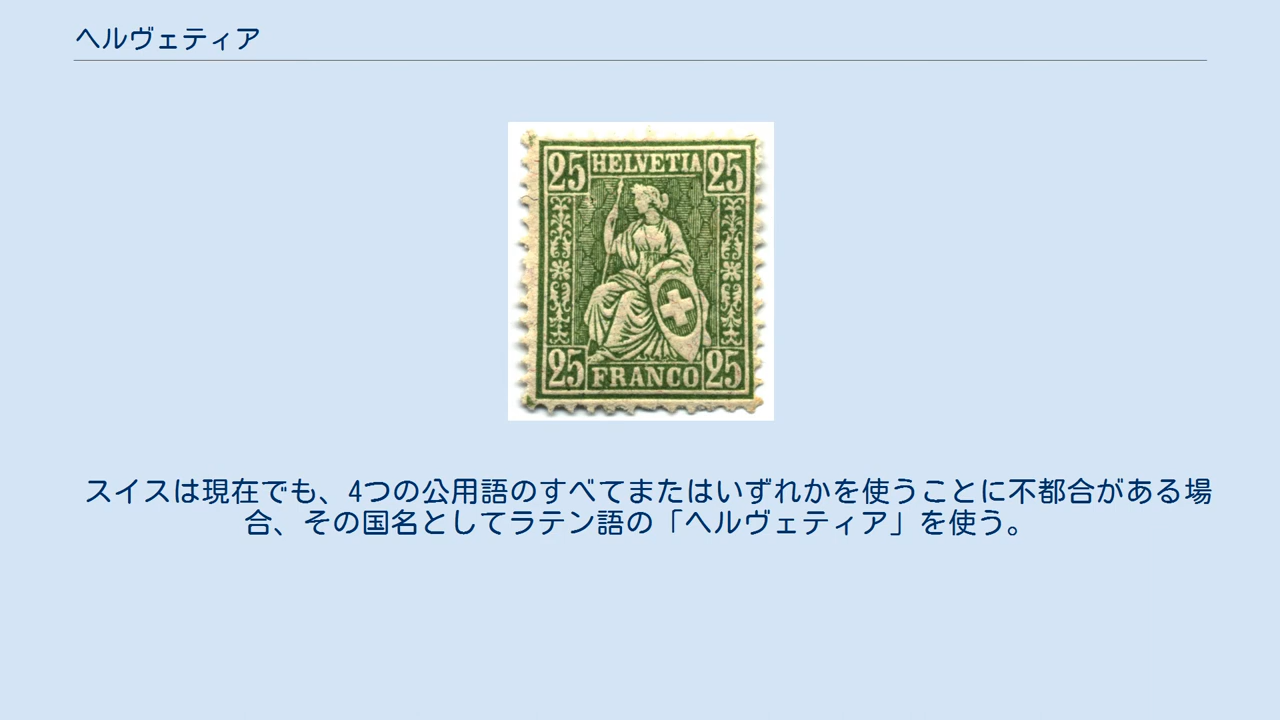 ヘルヴェティア
25 HELVETIA 25
25 FRANCO 25
スイスは現在でも、4つの公用語のすべてまたはいずれかを使うことに不都合がある場
合、その国名としてラテン語の「ヘルヴェティア」を使う。